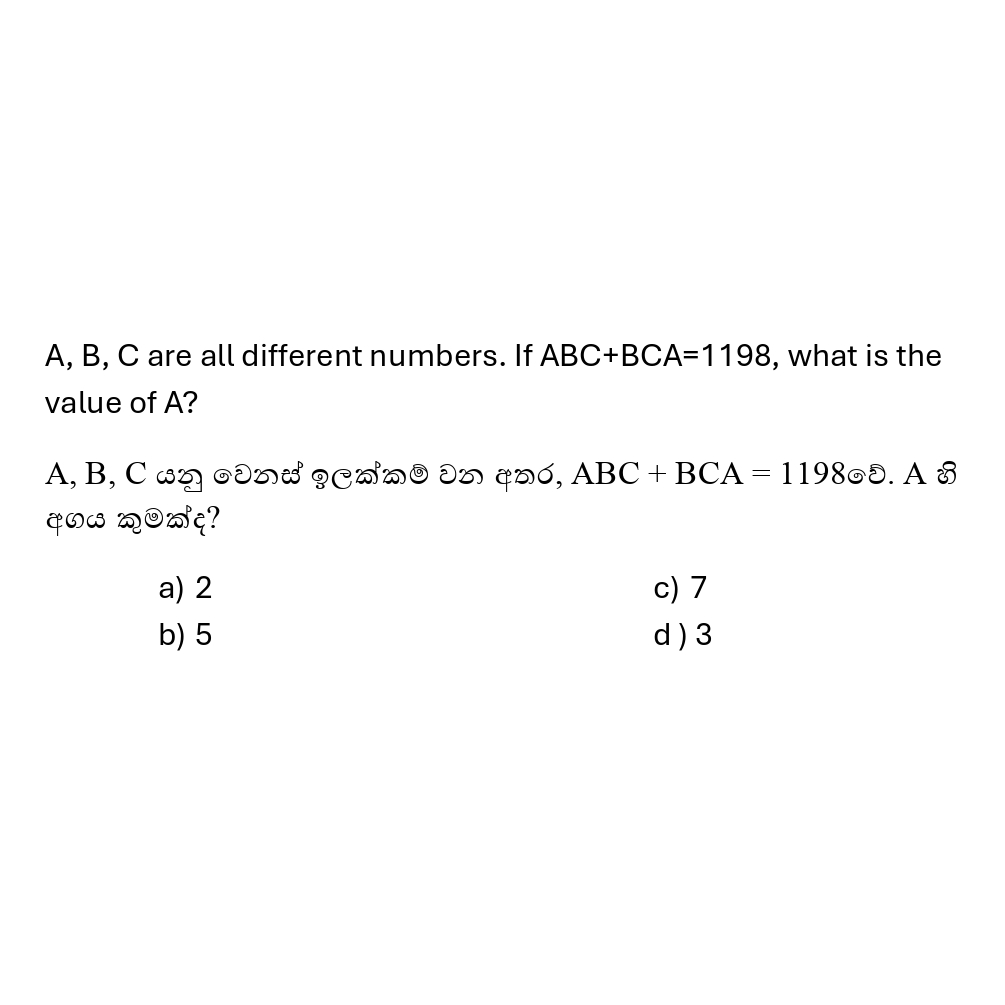 A, B, C are all different numbers. If ABC+BCA=1198, what is the
value of A?
A, B, C යනු වෙනස් ඉලක්කම් වන අතර, ABC + BCA = 1198වේ. A හි
අගය කුමක්ද?
a) 2 c) 7
b) 5 d ) 3